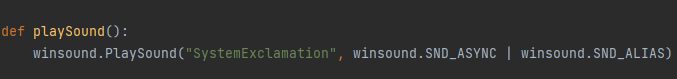 def playSound():
    winsound.PlaySound("SystemExclamation", winsound.SND_ASYNC | winsound.SND_ALIAS)